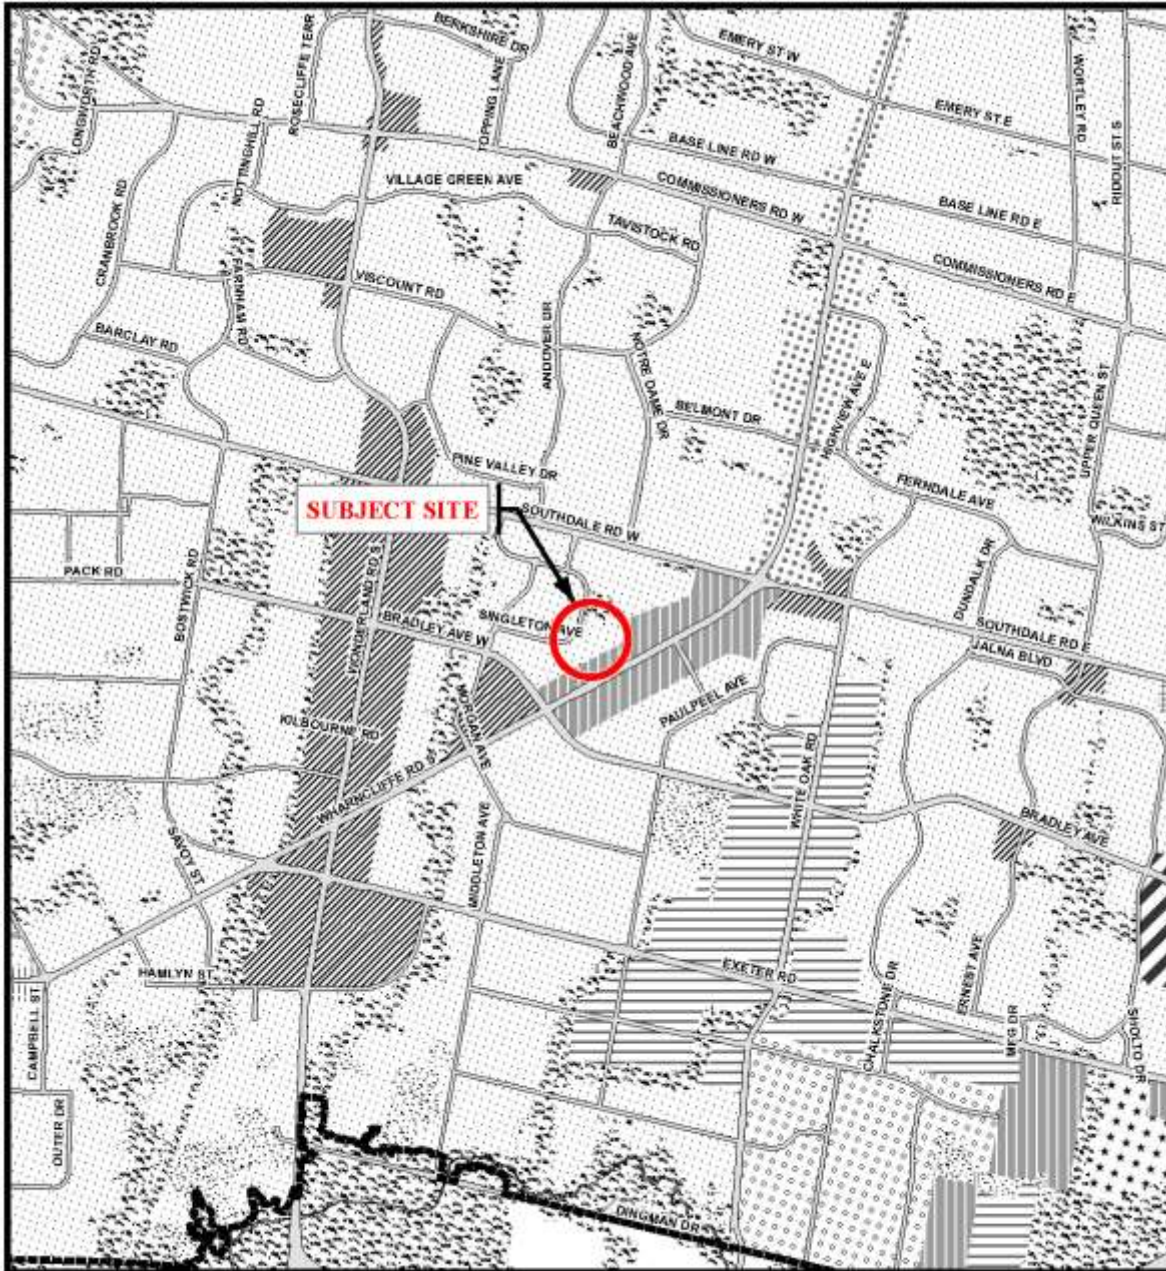 BERKSHIRE DR
EMERY ST W
ROSECLIFFE TERR
LONGWORTH RD
TOPPING LANE
BEACHWOOD AVE
WORTLEY RD
EMERY ST E
RIDOUT ST S
NOTTINGHILL RD
BASE LINE RD W
VILLAGE GREEN AVE
COMMISSIONERS RD W
BASE LINE RD E
CRANBROOK RD
TAVISTOCK RD
FARNHAM RD
VISCOUNT RD
COMMISSIONERS RD E
BARCLAY RD
ANDOVER DR
NOTRE DAME DR
HIGHVIEW AVE E
UPPER QUEEN ST
BELMONT DR
PINE VALLEY DR
FERNDALE AVE
SUBJECT SITE
SOUTHDALE RD W
WILKINS ST
PACK RD
BOSTWICK RD
WONDERLAND RD S
DUNDALK DR
BRADLEY AVE W
SINGLETON AVE
SOUTHDALE RD E
JALNA BLVD
MORGAN AVE
PAULPEEL AVE
KILBOURNE RD
WHARNCLIFFE RD S
WHITE OAK RD
BRADLEY AVE
SAVOY ST
MIDDLETON AVE
HAMLYN ST
EXETER RD
ERNEST AVE
CAMPBELL ST
CHALKSTONE DR
MFG DR
SHOLTO DR
OUTER DR
DINGMAN DR